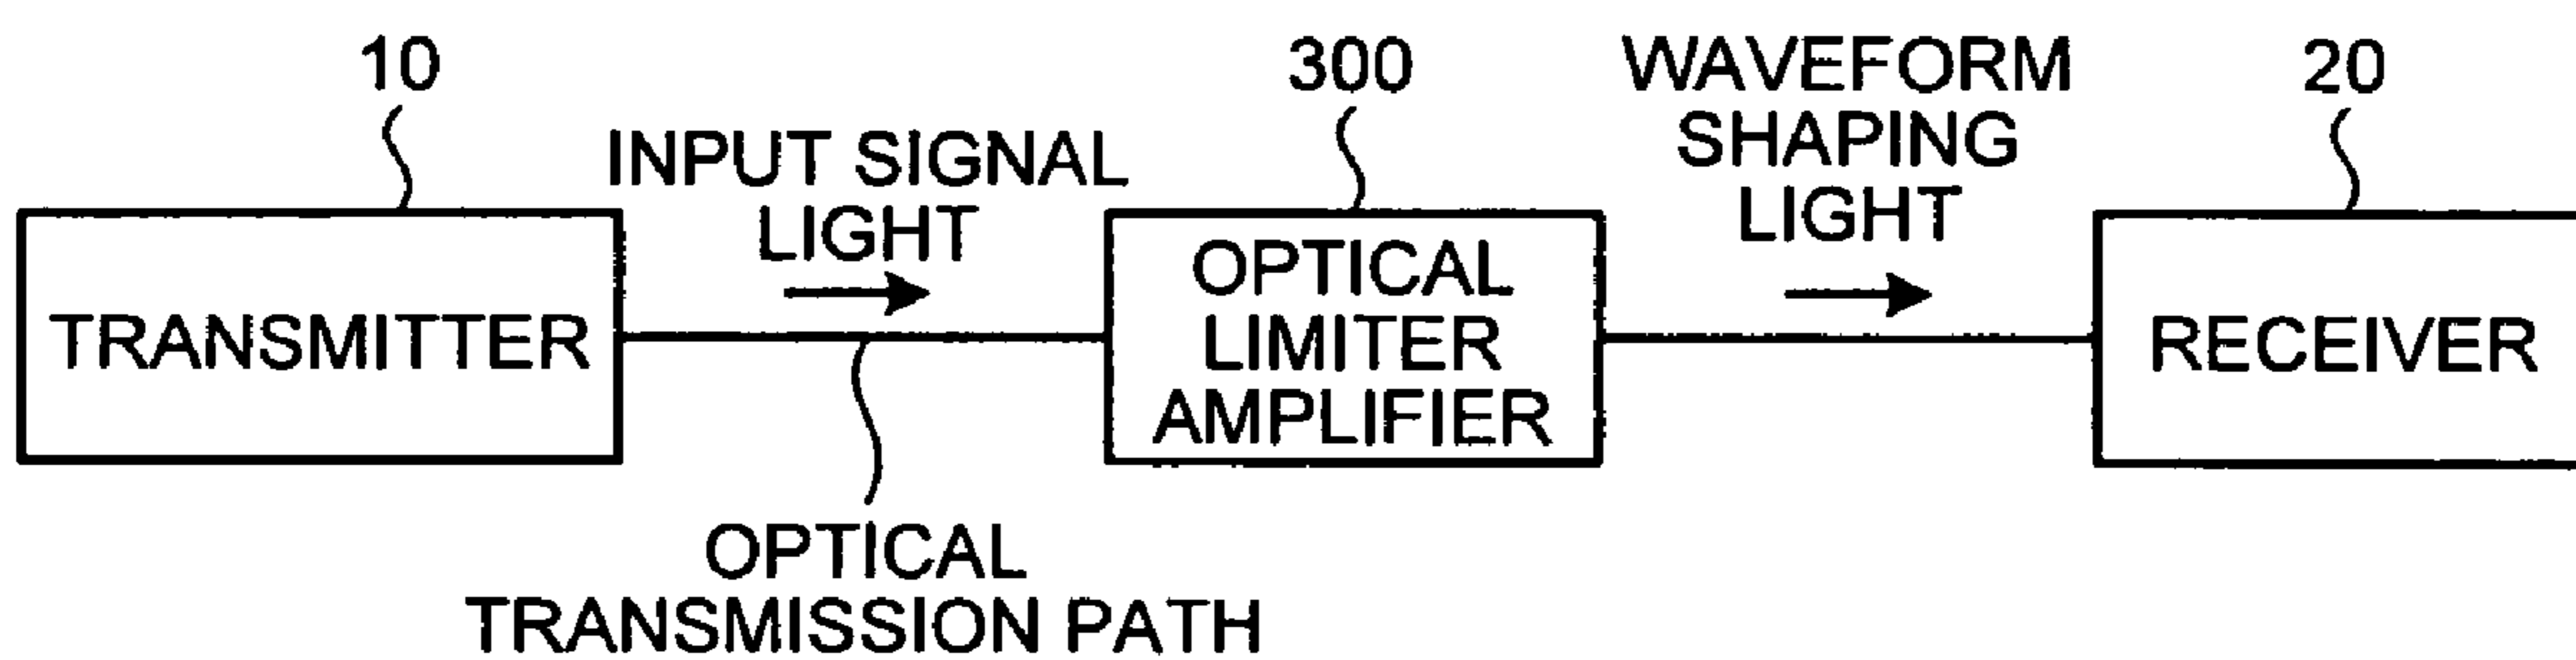 10
300
WAVEFORM
SHAPING
LIGHT
20
INPUT SIGNAL
LIGHT
TRANSMITTER
OPTICAL
LIMITER
AMPLIFIER
RECEIVER
OPTICAL
TRANSMISSION PATH